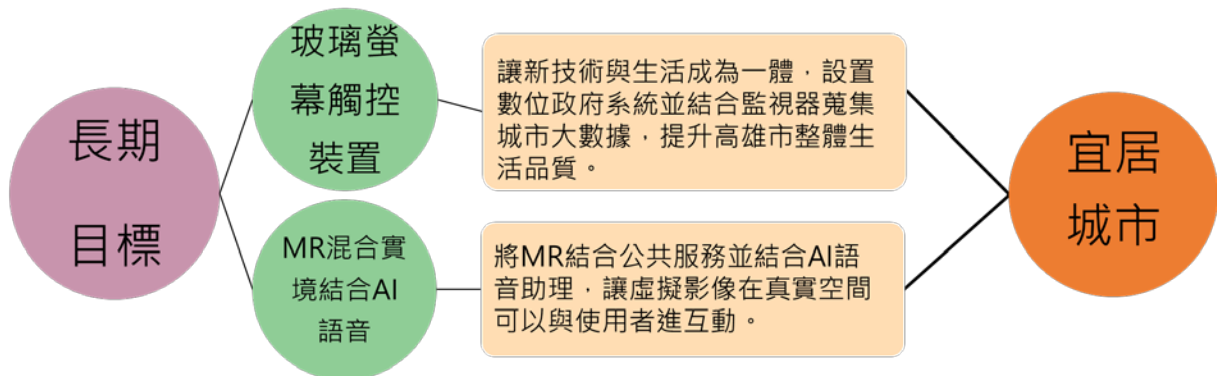 長期
目標
玻璃螢
幕觸控
裝置
讓新技術與生活成為一體，設置
數位政府系統並結合監視器蒐集
城市大數據，提升高雄市整體生
活品質。
MR混合實
境結合AI
語音
將MR結合公共服務並結合AI語
音助理，讓虛擬影像在真實空間
可以與使用者進互動。
宜居
城市